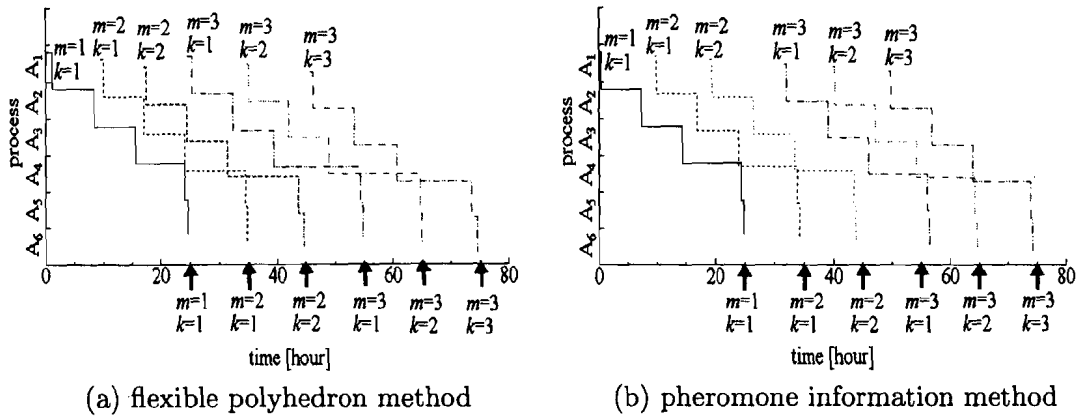 m=1 k=1
m=2 k=1
m=2 k=2
m=3 k=1
m=3 k=2
m=3 k=3
process
A1
A2
A3
A4
A5
A6
0 20 40 60 80
m=1 k=1
m=2 k=1
m=2 k=2
m=3 k=1
m=3 k=2
m=3 k=3
time [hour]
(a) flexible polyhedron method
m=1 k=1
m=2 k=1
m=2 k=2
m=3 k=1
m=3 k=2
m=3 k=3
process
A1
A2
A3
A4
A5
A6
0 20 40 60 80
m=1 k=1
m=2 k=1
m=2 k=2
m=3 k=1
m=3 k=2
m=3 k=3
time [hour]
(b) pheromone information method